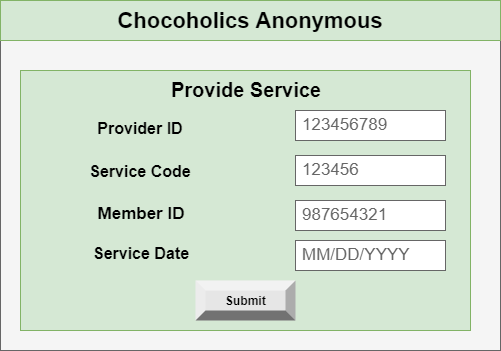 Chocoholics Anonymous
Provide Service
Provider ID 123456789
Service Code 123456
Member ID 987654321
Service Date MM/DD/YYYY
Submit